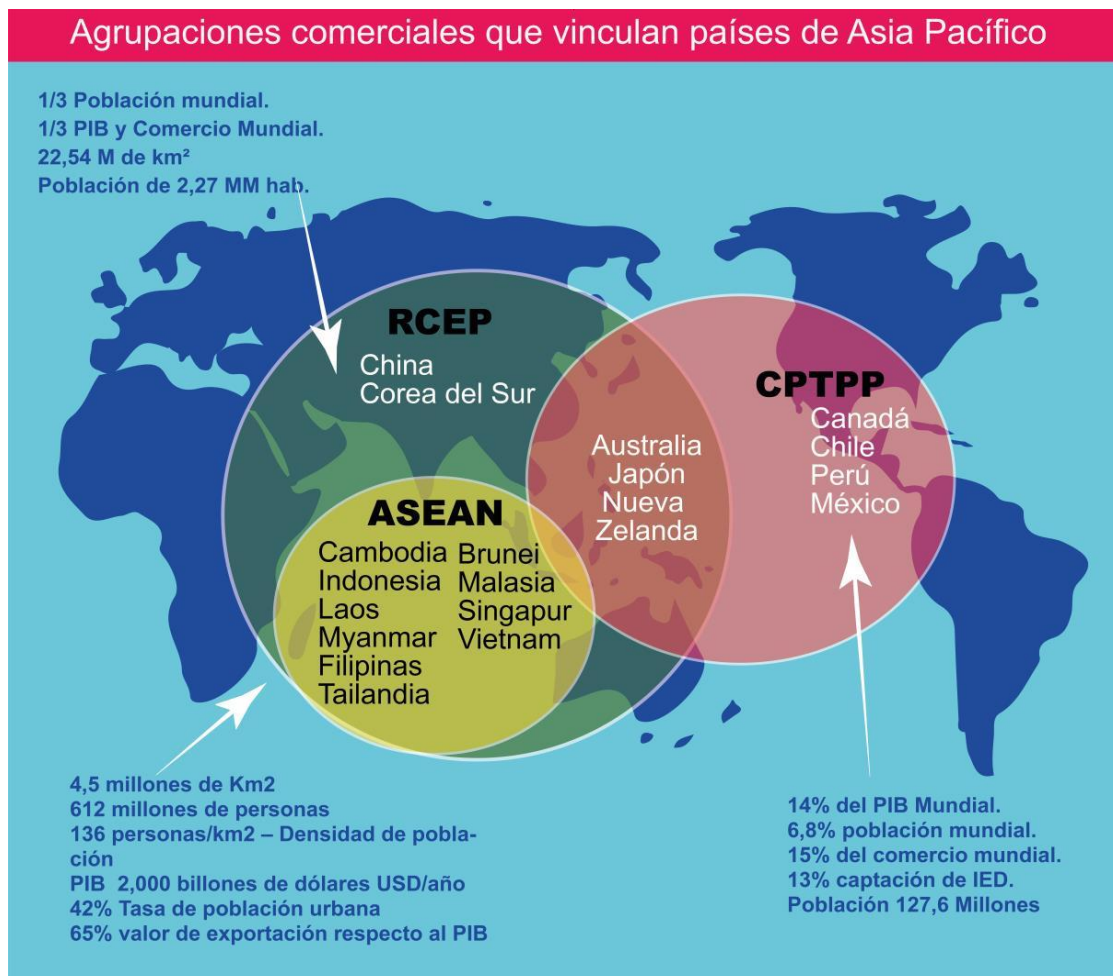 Agrupaciones comerciales que vinculan países de Asia Pacífico
1/3 Población mundial.
1/3 PIB y Comercio Mundial.
22,54 M de km²
Población de 2,27 MM hab.
RCEP
China
Corea del Sur
Australia
Japón
Nueva
Zelanda
CPTPP
Canadá
Chile
Perú
México
ASEAN
Cambodia
Indonesia
Laos
Myanmar
Filipinas
Tailandia
Brunei
Malasia
Singapur
Vietnam
4,5 millones de Km2
612 millones de personas
136 personas/km2 – Densidad de pobla-
ción
PIB 2,000 billones de dólares USD/año
42% Tasa de población urbana
65% valor de exportación respecto al PIB
14% del PIB Mundial.
6,8% población mundial.
15% del comercio mundial.
13% captación de IED.
Población 127,6 Millones